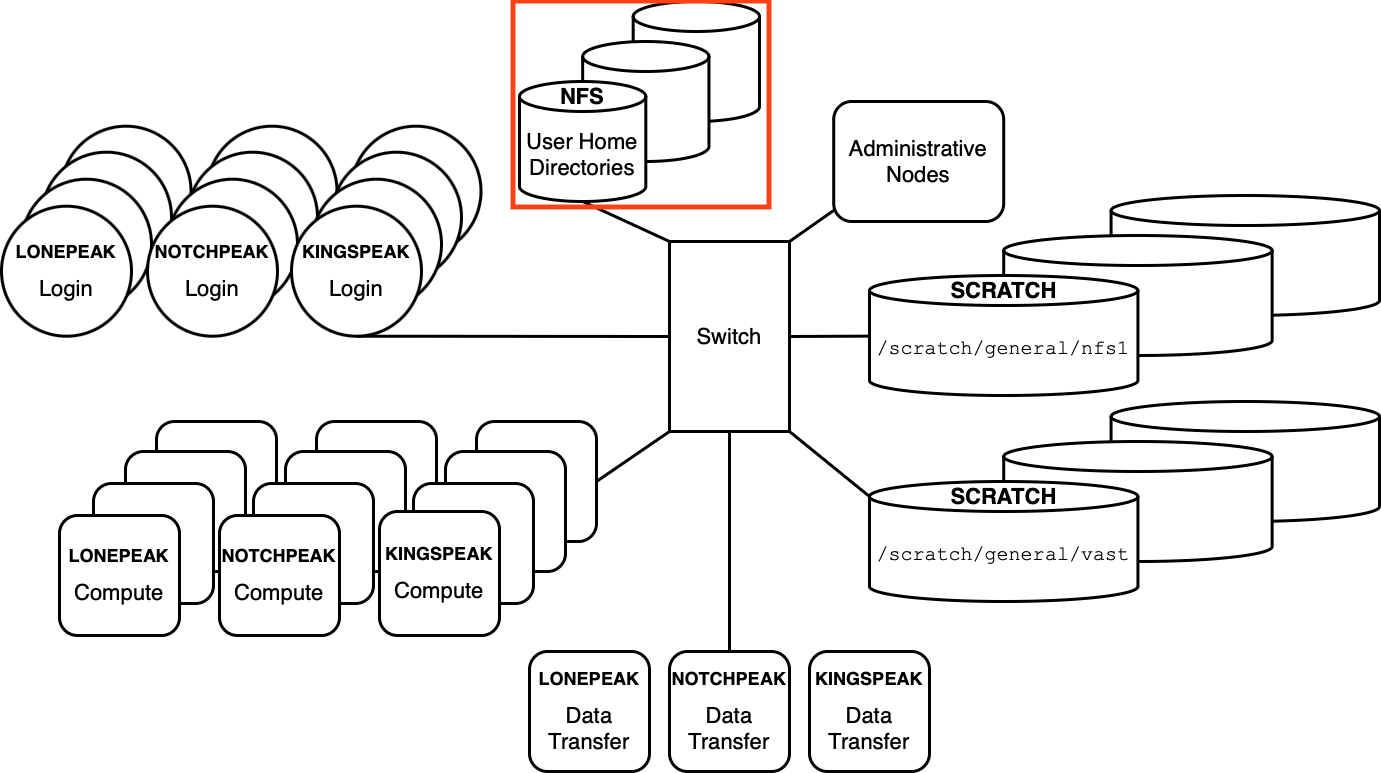 NFS
User Home
Directories
Administrative
Nodes
LONEPEAK
Login
NOTCHPEAK
Login
KINGSPEAK
Login
Switch
SCRATCH
/scratch/general/nfs1
SCRATCH
/scratch/general/vast
LONEPEAK
Compute
NOTCHPEAK
Compute
KINGSPEAK
Compute
LONEPEAK
Data
Transfer
NOTCHPEAK
Data
Transfer
KINGSPEAK
Data
Transfer